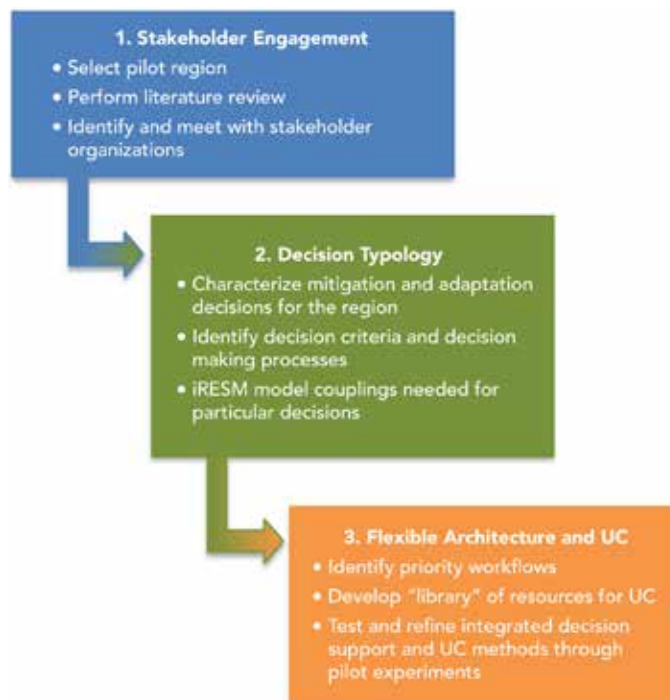 1. Stakeholder Engagement
• Select pilot region
• Perform literature review
• Identify and meet with stakeholder
organizations
2. Decision Typology
• Characterize mitigation and adaptation
decisions for the region
• Identify decision criteria and decision
making processes
• iRESM model couplings needed for
particular decisions
3. Flexible Architecture and UC
• Identify priority workflows
• Develop “library” of resources for UC
• Test and refine integrated decision
support and UC methods through
pilot experiments